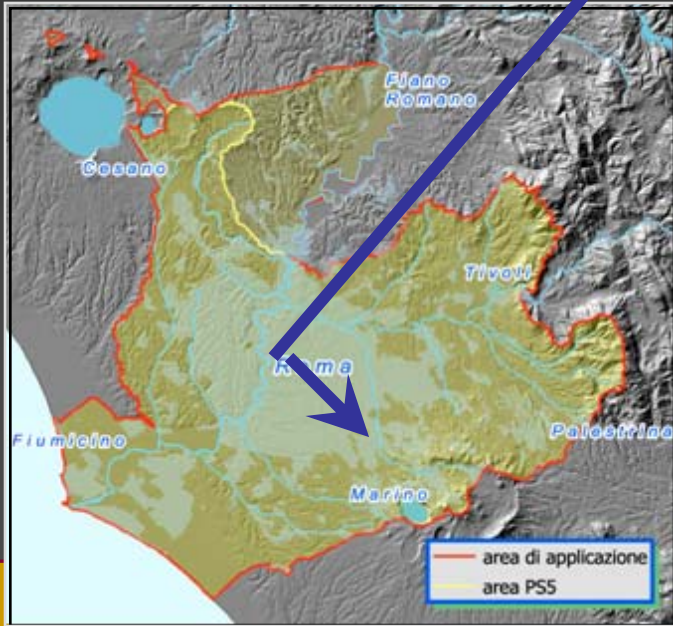 Fiano
Romano
Cesano
Tivoli
Roma
Fiumicino
Palestrina
Marino
area di applicazione
area PS5